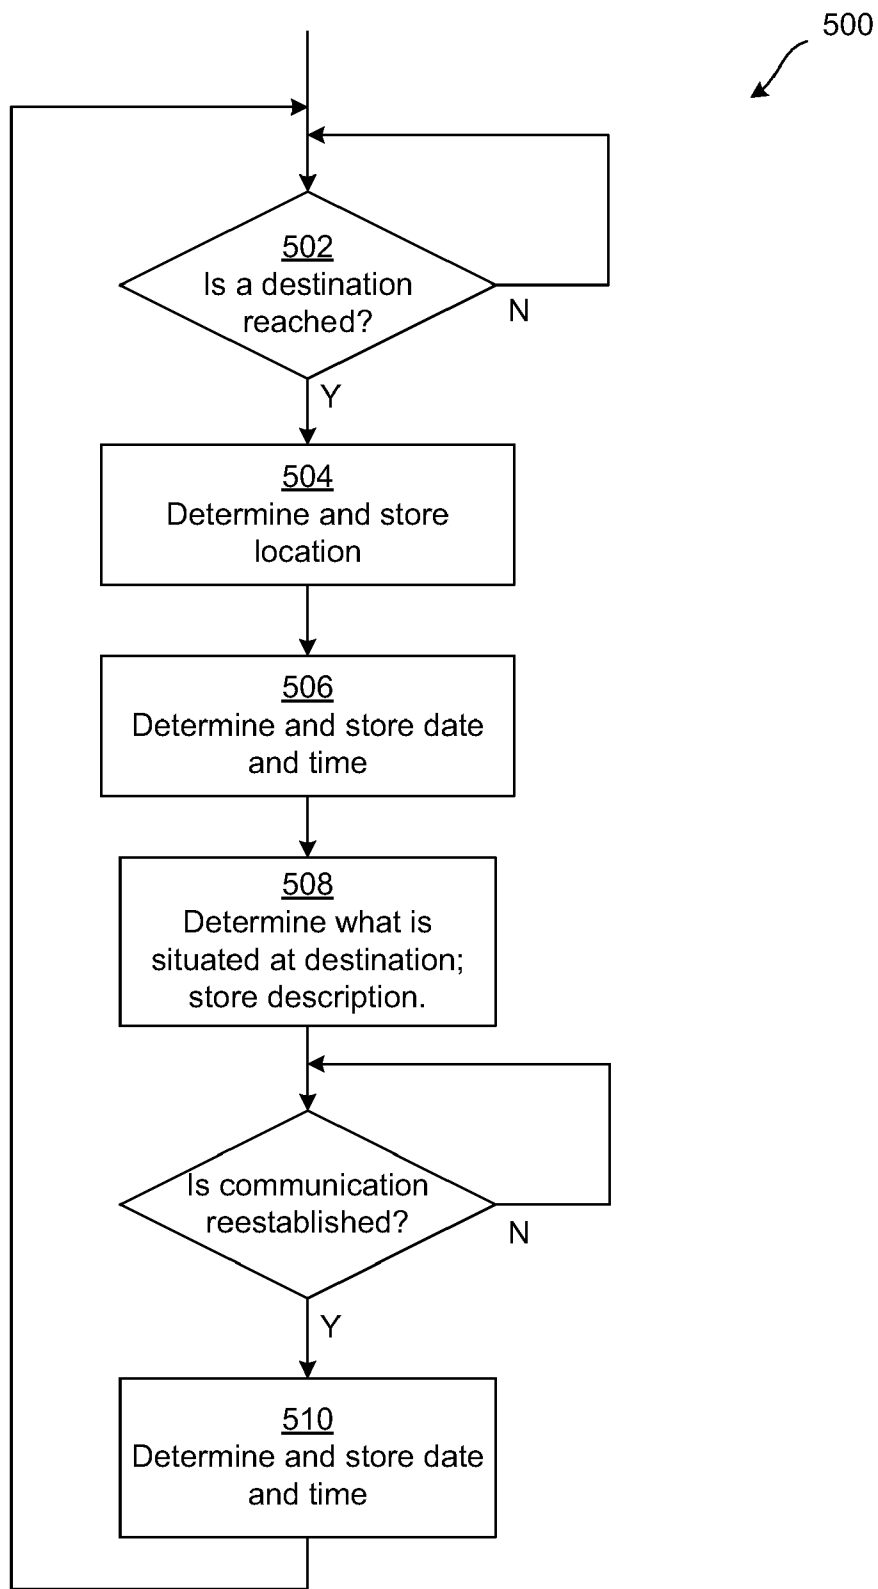 500
502
Is a destination
reached?
N
Y
504
Determine and store
location
506
Determine and store date
and time
508
Determine what is
situated at destination;
store description.
Is communication
reestablished?
N
Y
510
Determine and store date
and time